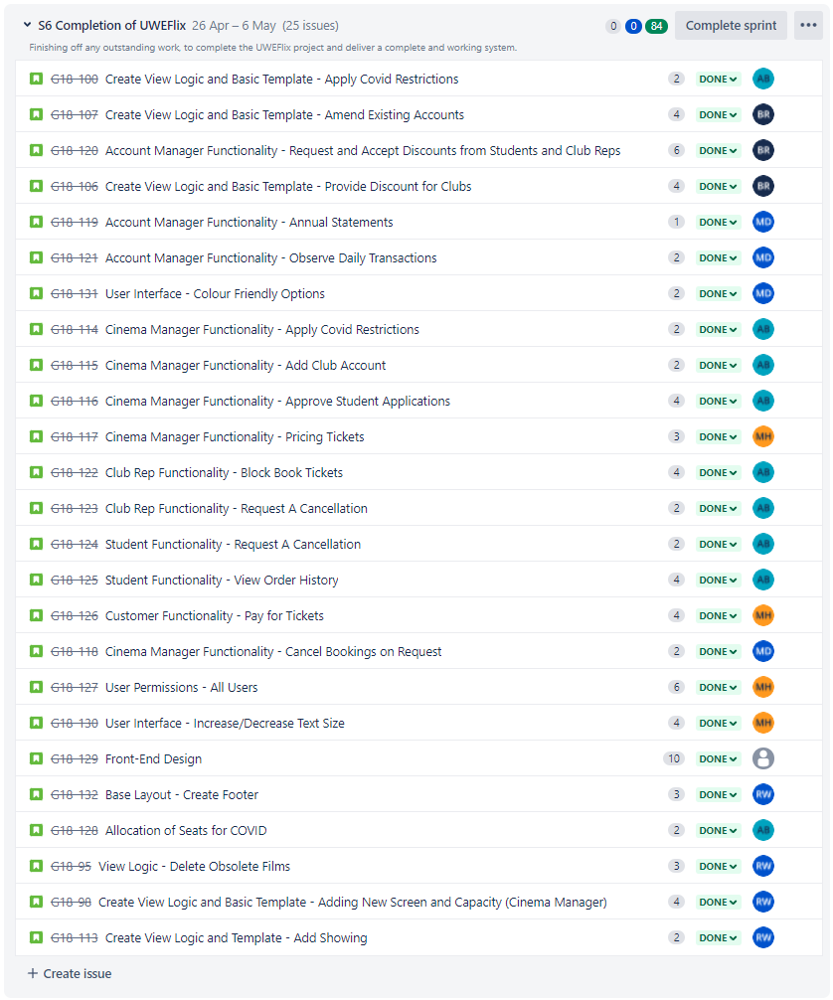 S6 Completion of UWEFlix 26 Apr – 6 May (25 issues) 0 0 84 Complete sprint
Finishing off any outstanding work, to complete the UWEFlix project and deliver a complete and working system.
G18-100 Create View Logic and Basic Template - Apply Covid Restrictions 2 DONE AB
G18-107 Create View Logic and Basic Template - Amend Existing Accounts 4 DONE BR
G18-120 Account Manager Functionality - Request and Accept Discounts from Students and Club Reps 6 DONE BR
G18-106 Create View Logic and Basic Template - Provide Discount for Clubs 4 DONE BR
G18-119 Account Manager Functionality - Annual Statements 1 DONE MD
G18-121 Account Manager Functionality - Observe Daily Transactions 2 DONE MD
G18-131 User Interface - Colour Friendly Options 2 DONE MD
G18-114 Cinema Manager Functionality - Apply Covid Restrictions 2 DONE AB
G18-115 Cinema Manager Functionality - Add Club Account 2 DONE AB
G18-116 Cinema Manager Functionality - Approve Student Applications 4 DONE AB
G18-117 Cinema Manager Functionality - Pricing Tickets 3 DONE MH
G18-122 Club Rep Functionality - Block Book Tickets 4 DONE AB
G18-123 Club Rep Functionality - Request A Cancellation 2 DONE AB
G18-124 Student Functionality - Request A Cancellation 2 DONE AB
G18-125 Student Functionality - View Order History 4 DONE AB
G18-126 Customer Functionality - Pay for Tickets 4 DONE MH
G18-118 Cinema Manager Functionality - Cancel Bookings on Request 2 DONE MD
G18-127 User Permissions - All Users 6 DONE MH
G18-130 User Interface - Increase/Decrease Text Size 4 DONE MH
G18-129 Front-End Design 10 DONE
G18-132 Base Layout - Create Footer 3 DONE RW
G18-128 Allocation of Seats for COVID 2 DONE AB
G18-95 View Logic - Delete Obsolete Films 3 DONE RW
G18-98 Create View Logic and Basic Template - Adding New Screen and Capacity (Cinema Manager) 4 DONE RW
G18-113 Create View Logic and Template - Add Showing 2 DONE RW
+ Create issue